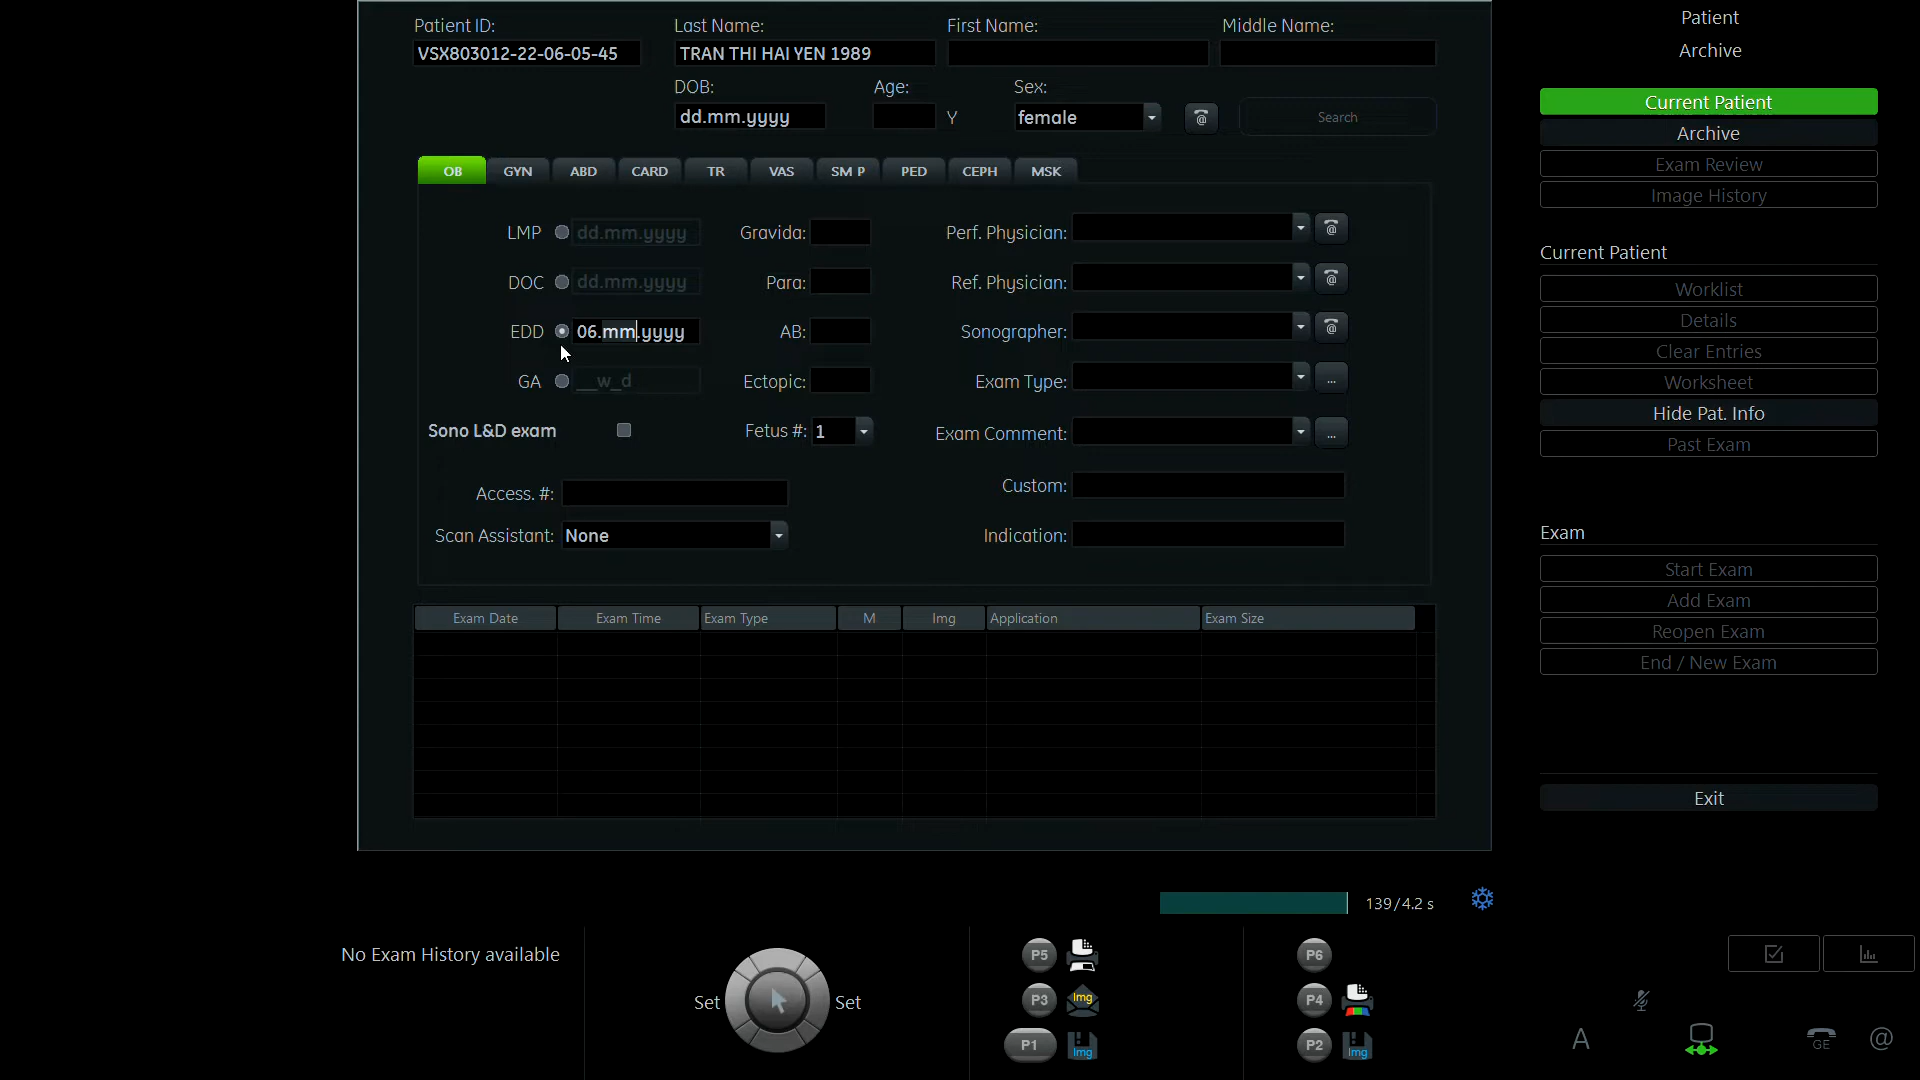 Patient ID: Last Name: First Name: Middle Name:
VSX803012-22-06-05-45 TRAN THI HAI YEN 1989
DOB: Age: Sex:
dd.mm.yyyy Y female @ Search
OB GYN ABD CARD TR VAS SM P PED CEPH MSK
LMP dd.mm.yyyy Gravida: Perf. Physician: @
DOC dd.mm.yyyy Para: Ref. Physician: @
EDD 06.mm.yyyy AB: Sonographer: @
GA __w_d Ectopic: Exam Type: ...
Sono L&D exam Fetus #: 1 Exam Comment: ...
Access. #: Custom:
Scan Assistant: None Indication:
Exam Date Exam Time Exam Type M Img Application Exam Size
Patient
Archive
Current Patient
Archive
Exam Review
Image History
Current Patient
Worklist
Details
Clear Entries
Worksheet
Hide Pat. Info
Past Exam
Exam
Start Exam
Add Exam
Reopen Exam
End / New Exam
Exit
139/4.2 s
No Exam History available
Set Set
P5
P3 Img
P1 Img
P6
P4
P2 Img
A GE @